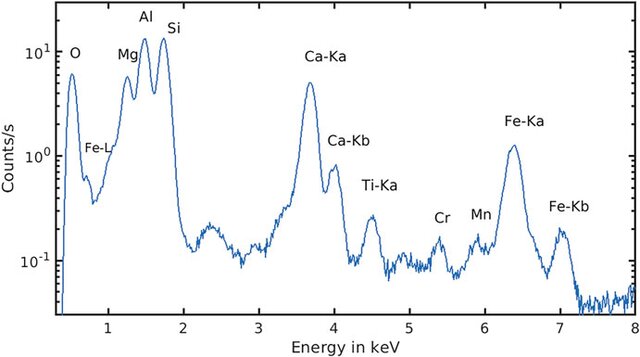 Al
Si
O
Mg
Ca-Ka
Fe-L
Ca-Kb
Fe-Ka
Ti-Ka
Cr
Mn
Fe-Kb
10^1
10^0
10^-1
Counts/s
1 2 3 4 5 6 7 8
Energy in keV